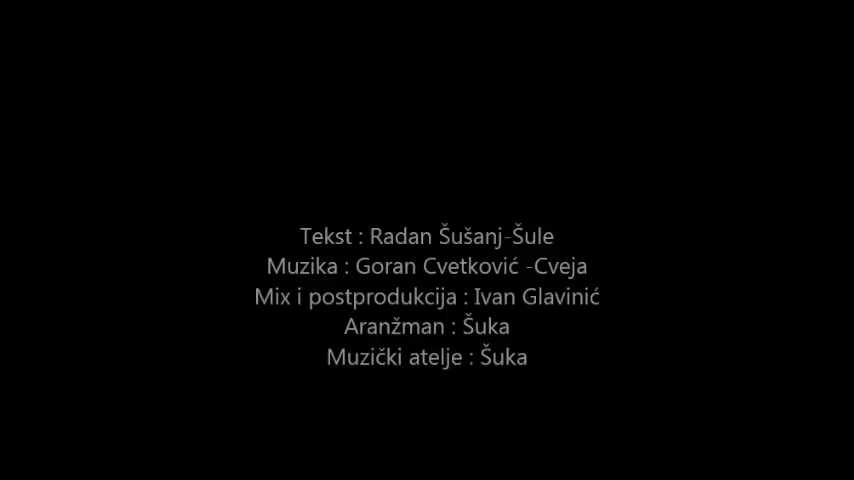 Tekst : Radan Šušanj-Šule
Muzika : Goran Cvetković -Cveja
Mix i postprodukcija : Ivan Glavinić
Aranžman : Šuka
Muzički atelje : Šuka